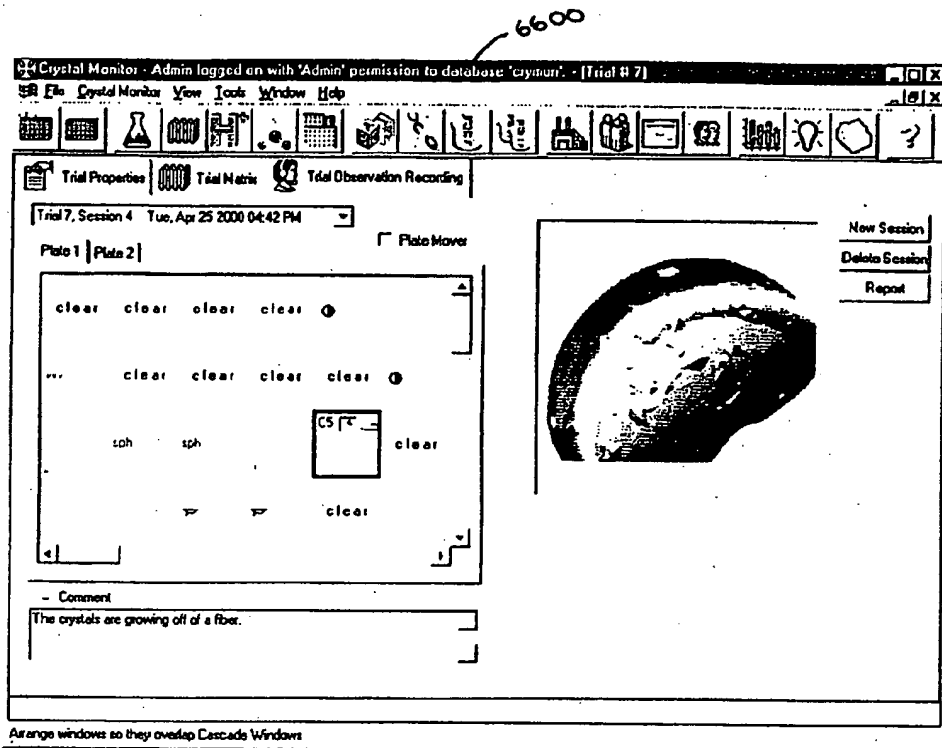 6600
Crystal Monitor - Admin logged on with 'Admin' permission to database 'crymon'. - [Trial # 7]
File Crystal Monitor View Tools Window Help
Trial Properties Trial Matrix Trial Observation Recording
Trial 7, Session 4 Tue, Apr 25 2000 04:42 PM
Plate Mover
New Session
Delete Session
Report
Plate 1 Plate 2
clear clear clear clear
clear clear clear clear
C5
sph sph clear
clear
Comment
The crystals are growing off of a fiber.
Arrange windows so they overlap Cascade Windows